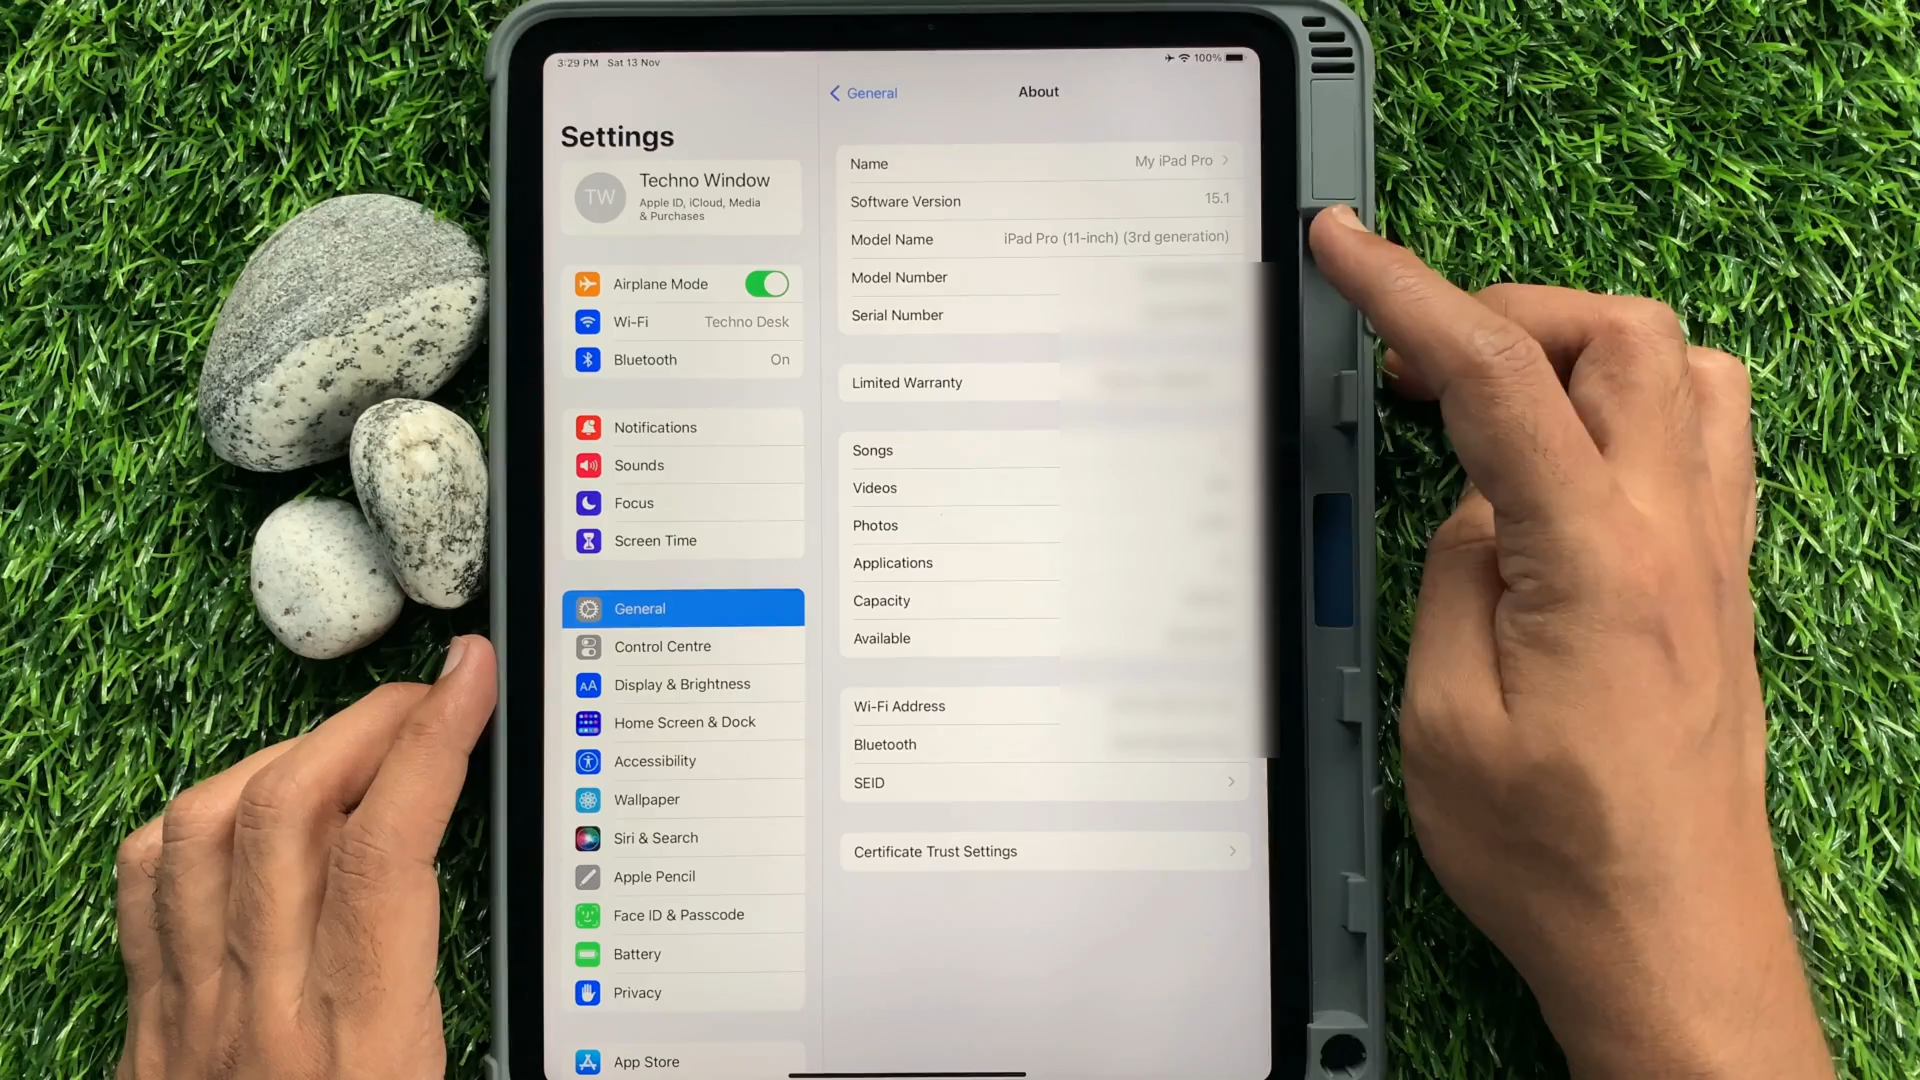 3:29 PM Sat 13 Nov
100%
Settings
TW
Techno Window
Apple ID, iCloud, Media
& Purchases
Airplane Mode
Wi-Fi Techno Desk
Bluetooth On
Notifications
Sounds
Focus
Screen Time
General
Control Centre
AA Display & Brightness
Home Screen & Dock
Accessibility
Wallpaper
Siri & Search
Apple Pencil
Face ID & Passcode
Battery
Privacy
App Store
General
About
Name My iPad Pro
Software Version 15.1
Model Name iPad Pro (11-inch) (3rd generation)
Model Number
Serial Number
Limited Warranty
Songs
Videos
Photos
Applications
Capacity
Available
Wi-Fi Address
Bluetooth
SEID
Certificate Trust Settings